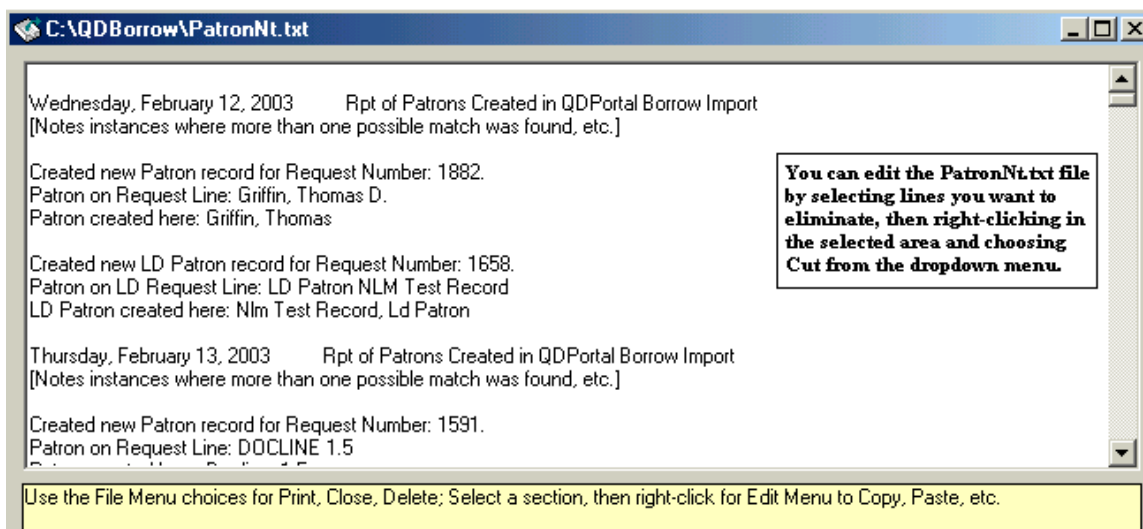 C:\QDBorrow\PatronNt.txt
Wednesday, February 12, 2003 Rpt of Patrons Created in QDPortal Borrow Import
[Notes instances where more than one possible match was found, etc.]
Created new Patron record for Request Number: 1882.
Patron on Request Line: Griffin, Thomas D.
Patron created here: Griffin, Thomas
Created new LD Patron record for Request Number: 1658.
Patron on LD Request Line: LD Patron NLM Test Record
LD Patron created here: Nlm Test Record, Ld Patron
Thursday, February 13, 2003 Rpt of Patrons Created in QDPortal Borrow Import
[Notes instances where more than one possible match was found, etc.]
Created new Patron record for Request Number: 1591.
Patron on Request Line: DOCLINE 1.5
You can edit the PatronNt.txt file
by selecting lines you want to
eliminate, then right-clicking in
the selected area and choosing
Cut from the dropdown menu.
Use the File Menu choices for Print, Close, Delete; Select a section, then right-click for Edit Menu to Copy, Paste, etc.